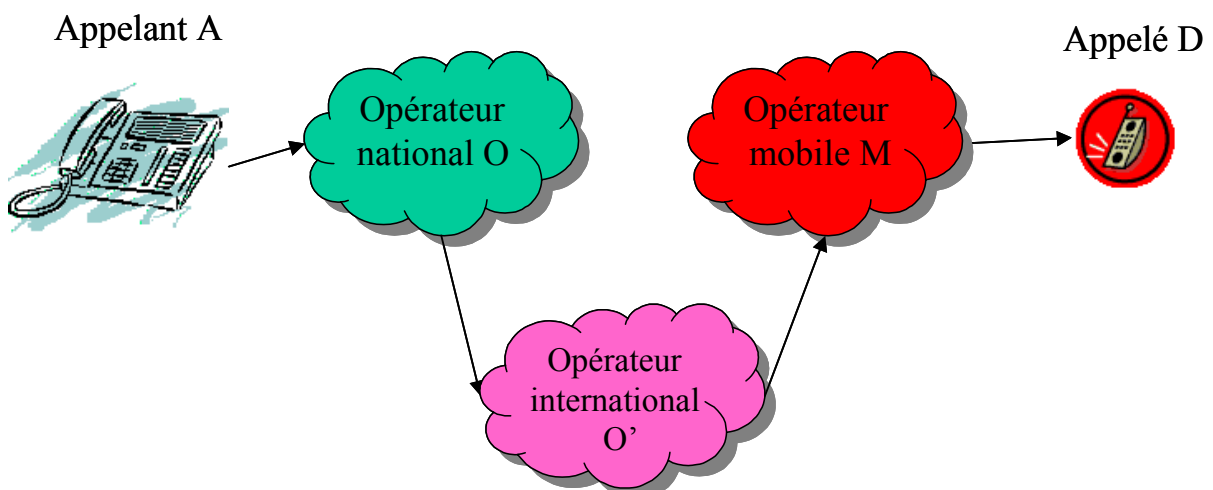 Appelant A
Appelé D
Opérateur
national O
Opérateur
mobile M
Opérateur
international
O’